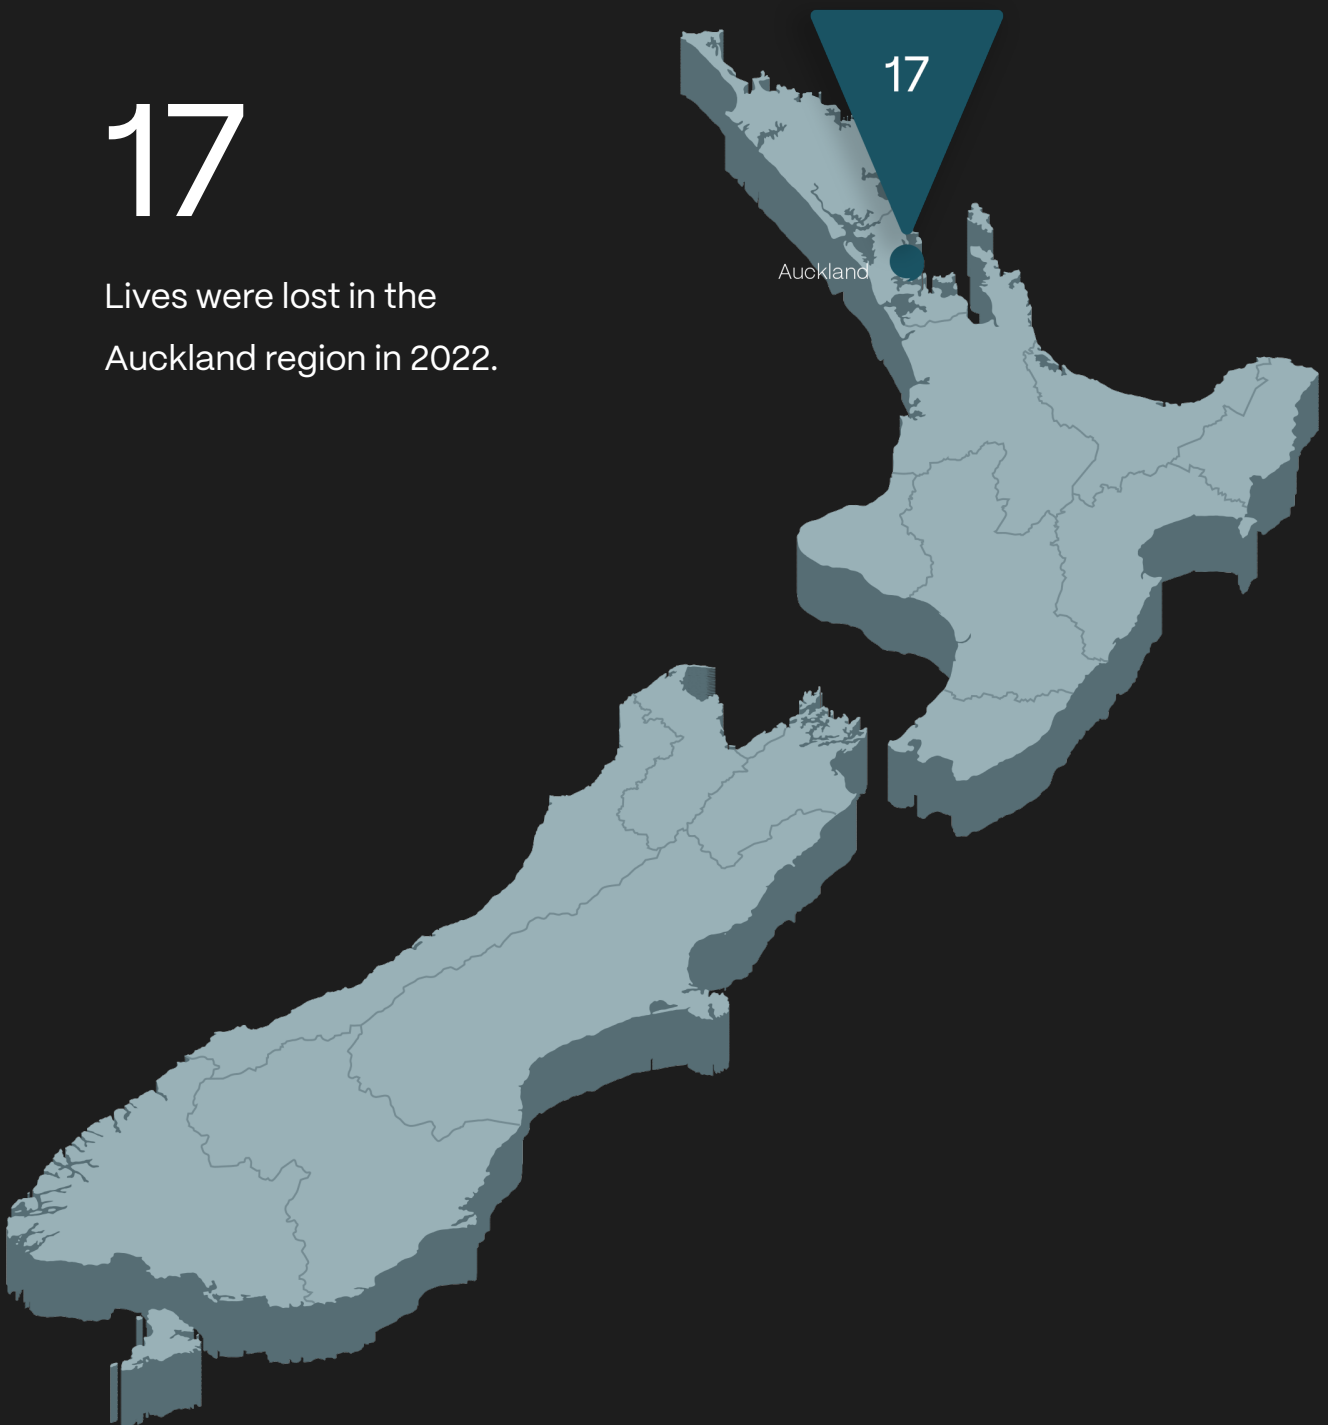 17
Lives were lost in the
Auckland region in 2022.
17
Auckland